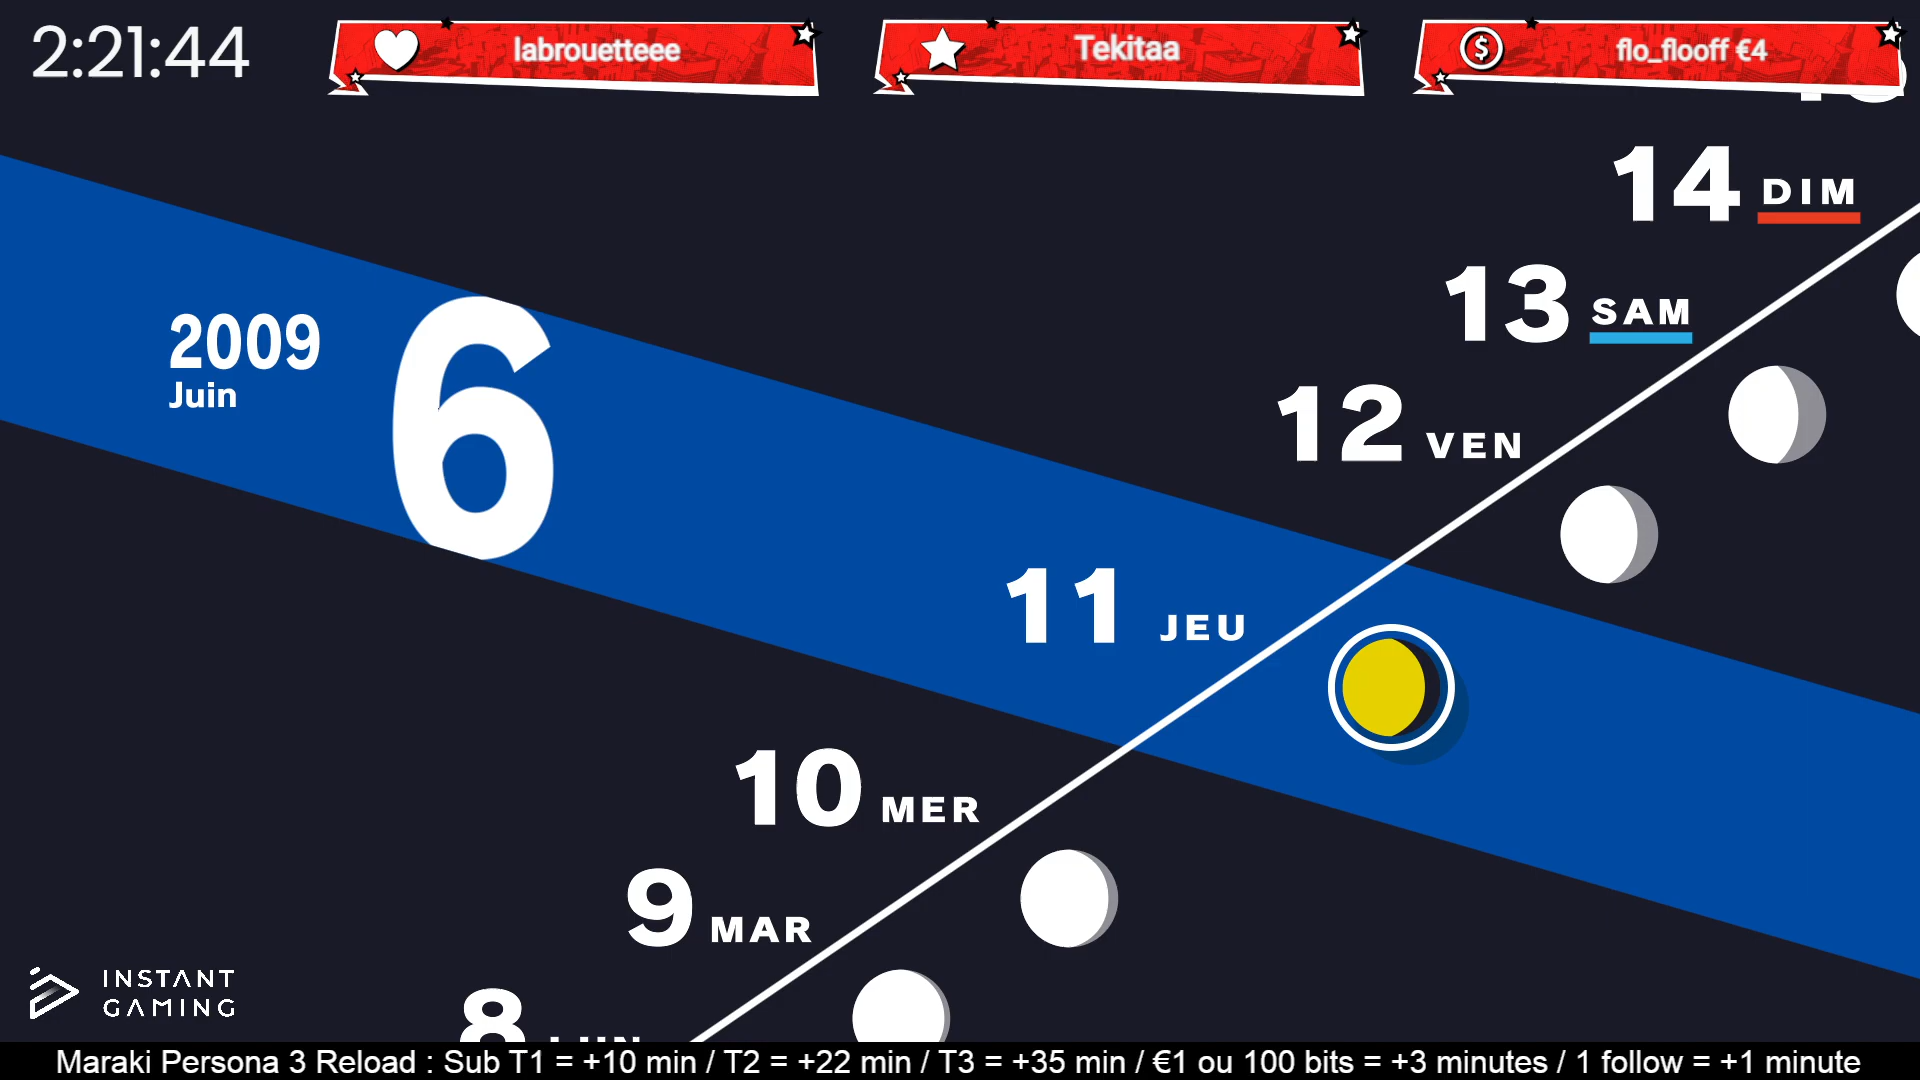 2:21:44
labrouetteee
Tekitaa
flo_flooff €4
14 DIM
13 SAM
12 VEN
2009
Juin
6
11 JEU
10 MER
9 MAR
8 LUN
INSTANT
GAMING
Maraki Persona 3 Reload : Sub T1 = +10 min / T2 = +22 min / T3 = +35 min / €1 ou 100 bits = +3 minutes / 1 follow = +1 minute